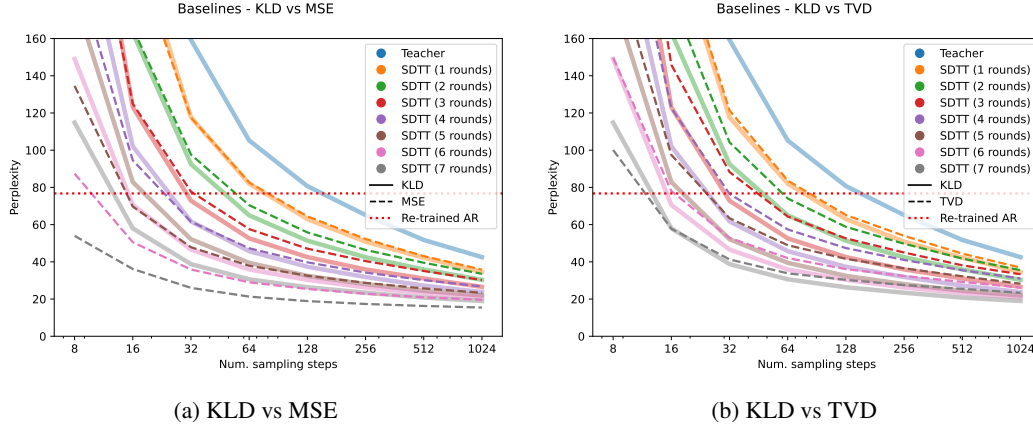 Baselines - KLD vs MSE
160
140
120
100
80
60
40
20
0
Perplexity
8 16 32 64 128 256 512 1024
Num. sampling steps
Teacher
SDTT (1 rounds)
SDTT (2 rounds)
SDTT (3 rounds)
SDTT (4 rounds)
SDTT (5 rounds)
SDTT (6 rounds)
SDTT (7 rounds)
KLD
MSE
Re-trained AR
(a) KLD vs MSE
Baselines - KLD vs TVD
160
140
120
100
80
60
40
20
0
Perplexity
8 16 32 64 128 256 512 1024
Num. sampling steps
Teacher
SDTT (1 rounds)
SDTT (2 rounds)
SDTT (3 rounds)
SDTT (4 rounds)
SDTT (5 rounds)
SDTT (6 rounds)
SDTT (7 rounds)
KLD
TVD
Re-trained AR
(b) KLD vs TVD